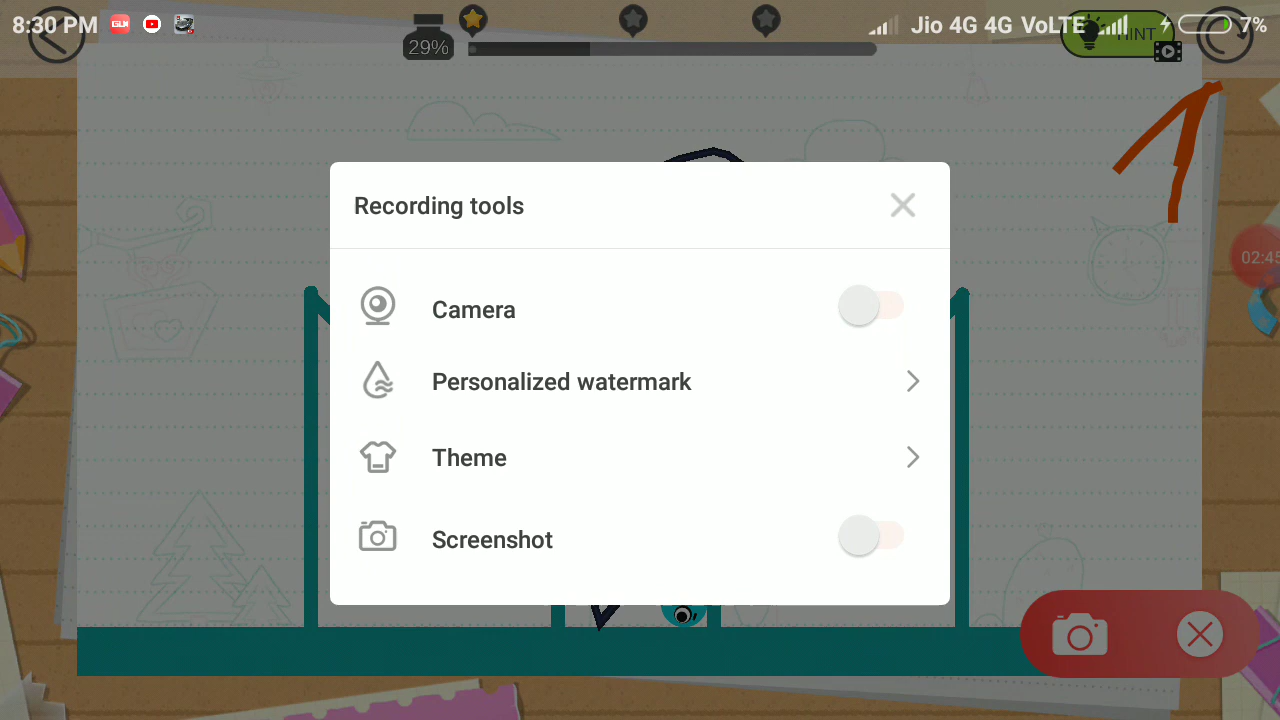 8:30 PM Jio 4G 4G VoLTE 7%
29% HINT
Recording tools
Camera
02:45
Personalized watermark
Theme
Screenshot